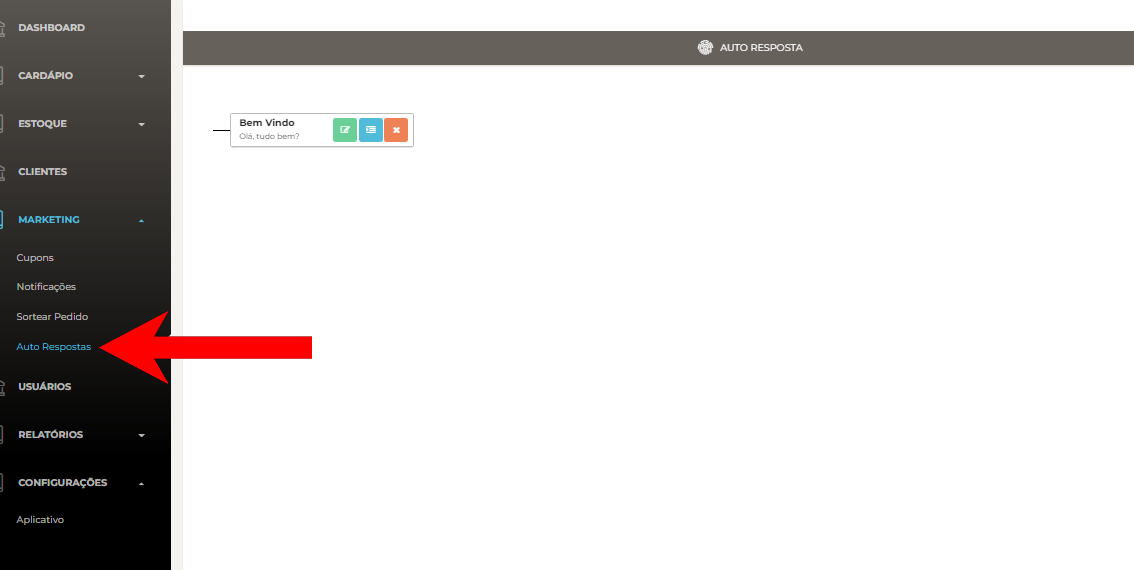 DASHBOARD
CARDÁPIO
ESTOQUE
CLIENTES
MARKETING
Cupons
Notificações
Sortear Pedido
Auto Respostas
USUÁRIOS
RELATÓRIOS
CONFIGURAÇÕES
Aplicativo
AUTO RESPOSTA
Bem Vindo
Olá, tudo bem?